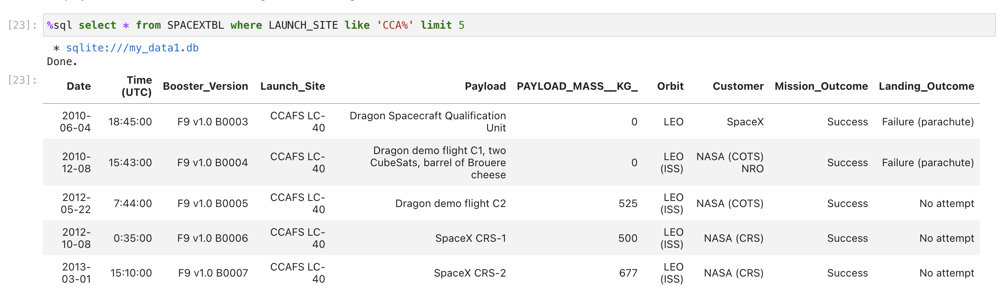 [23]: %sql select * from SPACEXTBL where LAUNCH_SITE like 'CCA%' limit 5
* sqlite:///my_data1.db
Done.
[23]:
Date Time (UTC) Booster_Version Launch_Site Payload PAYLOAD_MASS__KG_ Orbit Customer Mission_Outcome Landing_Outcome
2010-06-04 18:45:00 F9 v1.0 B0003 CCAFS LC-40 Dragon Spacecraft Qualification Unit 0 LEO SpaceX Success Failure (parachute)
2010-12-08 15:43:00 F9 v1.0 B0004 CCAFS LC-40 Dragon demo flight C1, two CubeSats, barrel of Brouere cheese 0 LEO (ISS) NASA (COTS) NRO Success Failure (parachute)
2012-05-22 7:44:00 F9 v1.0 B0005 CCAFS LC-40 Dragon demo flight C2 525 LEO (ISS) NASA (COTS) Success No attempt
2012-10-08 0:35:00 F9 v1.0 B0006 CCAFS LC-40 SpaceX CRS-1 500 LEO (ISS) NASA (CRS) Success No attempt
2013-03-01 15:10:00 F9 v1.0 B0007 CCAFS LC-40 SpaceX CRS-2 677 LEO (ISS) NASA (CRS) Success No attempt